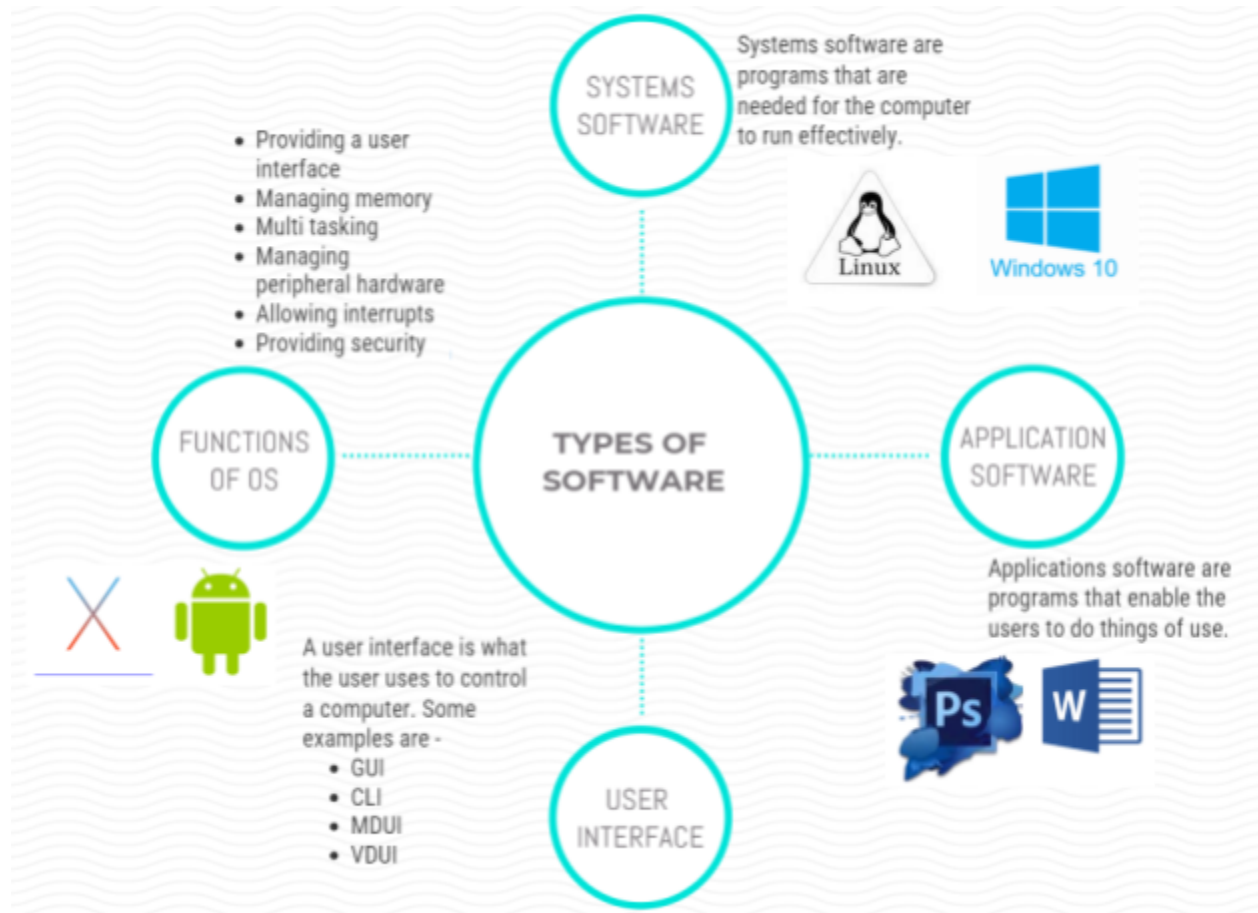 SYSTEMS
SOFTWARE
Systems software are
programs that are
needed for the computer
to run effectively.
Linux
Windows 10
• Providing a user
interface
• Managing memory
• Multi tasking
• Managing
peripheral hardware
• Allowing interrupts
• Providing security
FUNCTIONS
OF OS
TYPES OF
SOFTWARE
APPLICATION
SOFTWARE
Applications software are
programs that enable the
users to do things of use.
Ps
W
A user interface is what
the user uses to control
a computer. Some
examples are -
• GUI
• CLI
• MDUI
• VDUI
USER
INTERFACE